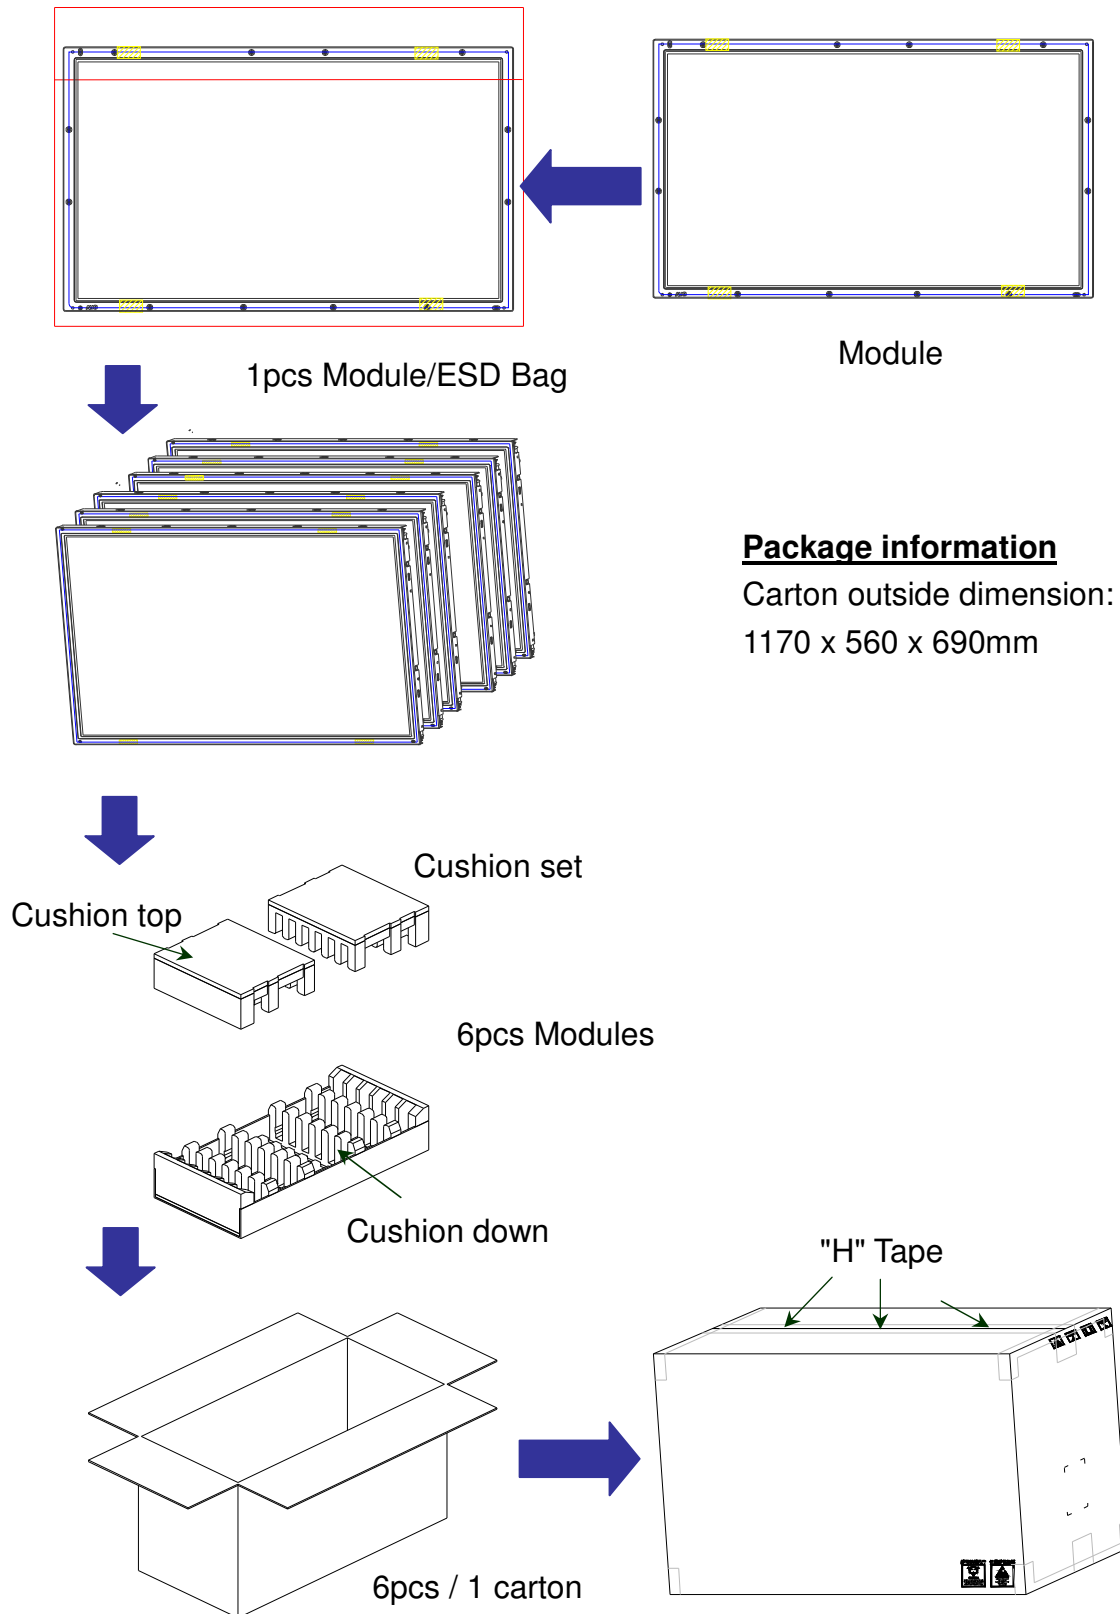 Module
1pcs Module/ESD Bag
Package information
Carton outside dimension:
1170 x 560 x 690mm
Cushion set
Cushion top
6pcs Modules
Cushion down
"H" Tape
6pcs / 1 carton